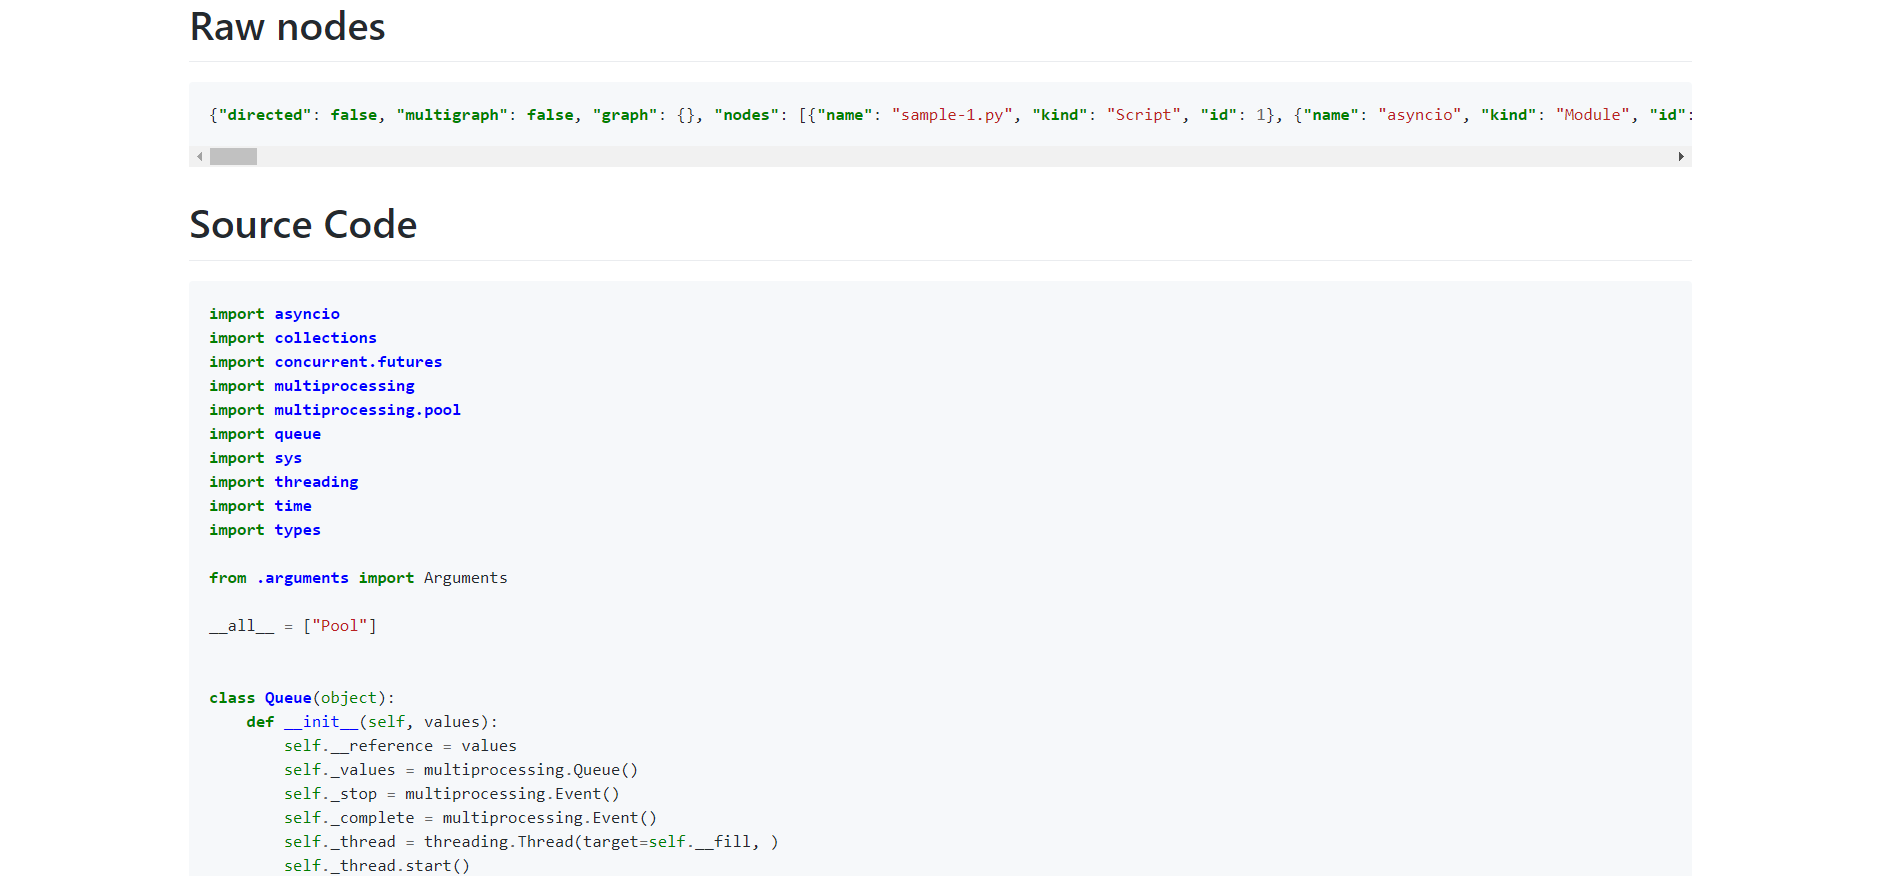 Raw nodes
{"directed": false, "multigraph": false, "graph": {}, "nodes": [{"name": "sample-1.py", "kind": "Script", "id": 1}, {"name": "asyncio", "kind": "Module", "id":
Source Code
import asyncio
import collections
import concurrent.futures
import multiprocessing
import multiprocessing.pool
import queue
import sys
import threading
import time
import types
from .arguments import Arguments
__all__ = ["Pool"]
class Queue(object):
    def __init__(self, values):
        self.__reference = values
        self._values = multiprocessing.Queue()
        self._stop = multiprocessing.Event()
        self._complete = multiprocessing.Event()
        self._thread = threading.Thread(target=self.__fill, )
        self._thread.start()